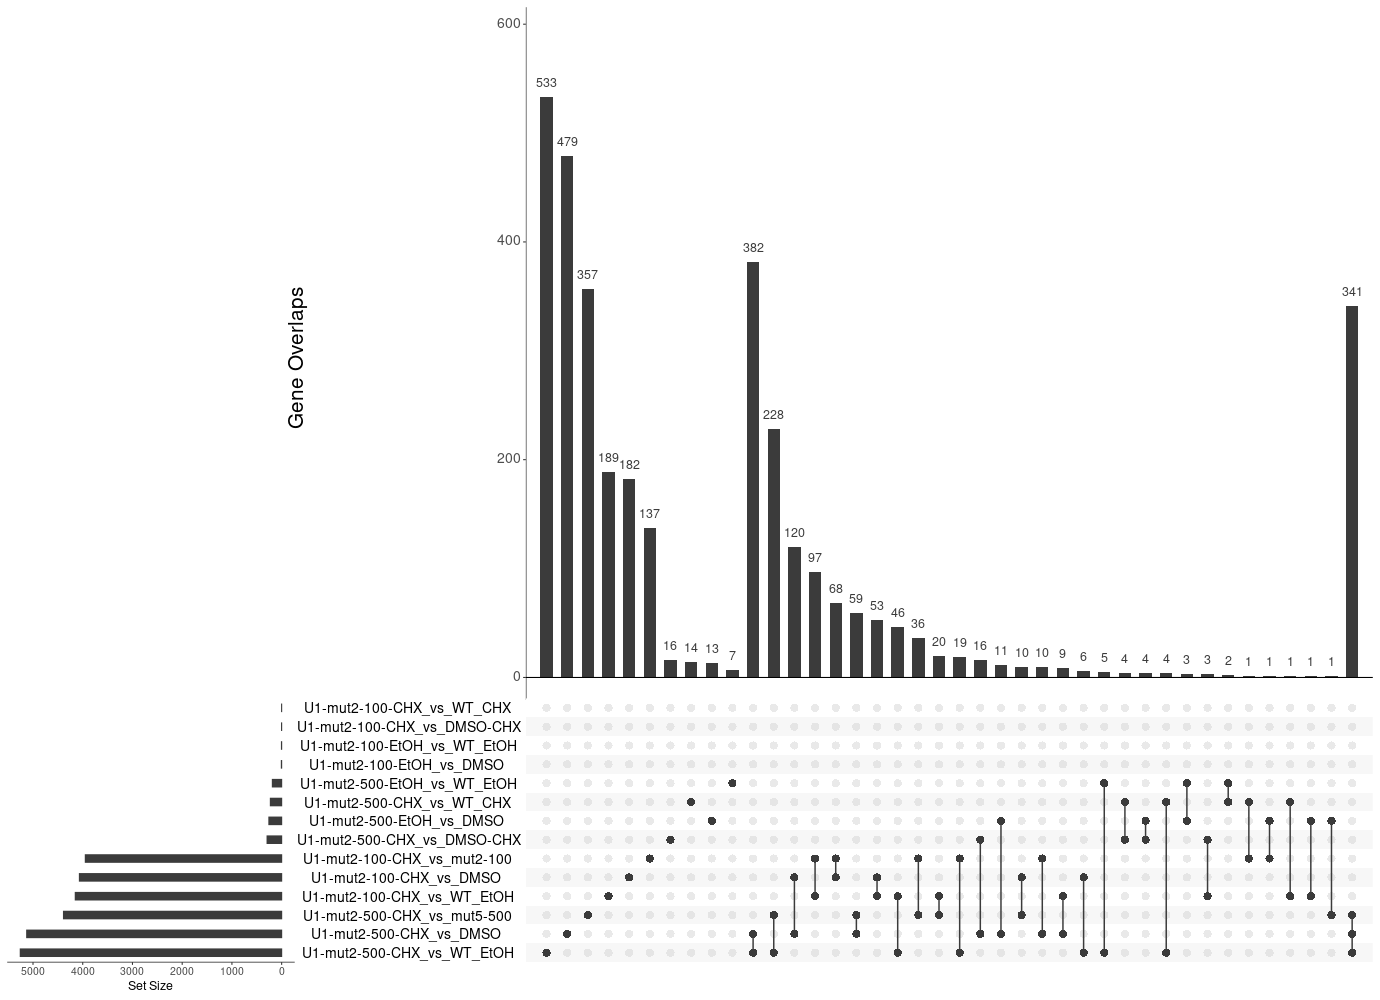 600
400
200
0
Gene Overlaps
533
479
357
189
182
137
16
14
13
7
382
228
120
97
68
59
53
46
36
20
19
16
11
10
10
9
6
5
4
4
4
3
3
2
1
1
1
1
1
341
U1-mut2-100-CHX_vs_WT_CHX
U1-mut2-100-CHX_vs_DMSO-CHX
U1-mut2-100-EtOH_vs_WT_EtOH
U1-mut2-100-EtOH_vs_DMSO
U1-mut2-500-EtOH_vs_WT_EtOH
U1-mut2-500-CHX_vs_WT_CHX
U1-mut2-500-EtOH_vs_DMSO
U1-mut2-500-CHX_vs_DMSO-CHX
U1-mut2-100-CHX_vs_mut2-100
U1-mut2-100-CHX_vs_DMSO
U1-mut2-100-CHX_vs_WT_EtOH
U1-mut2-500-CHX_vs_mut5-500
U1-mut2-500-CHX_vs_DMSO
U1-mut2-500-CHX_vs_WT_EtOH
5000 4000 3000 2000 1000 0
Set Size